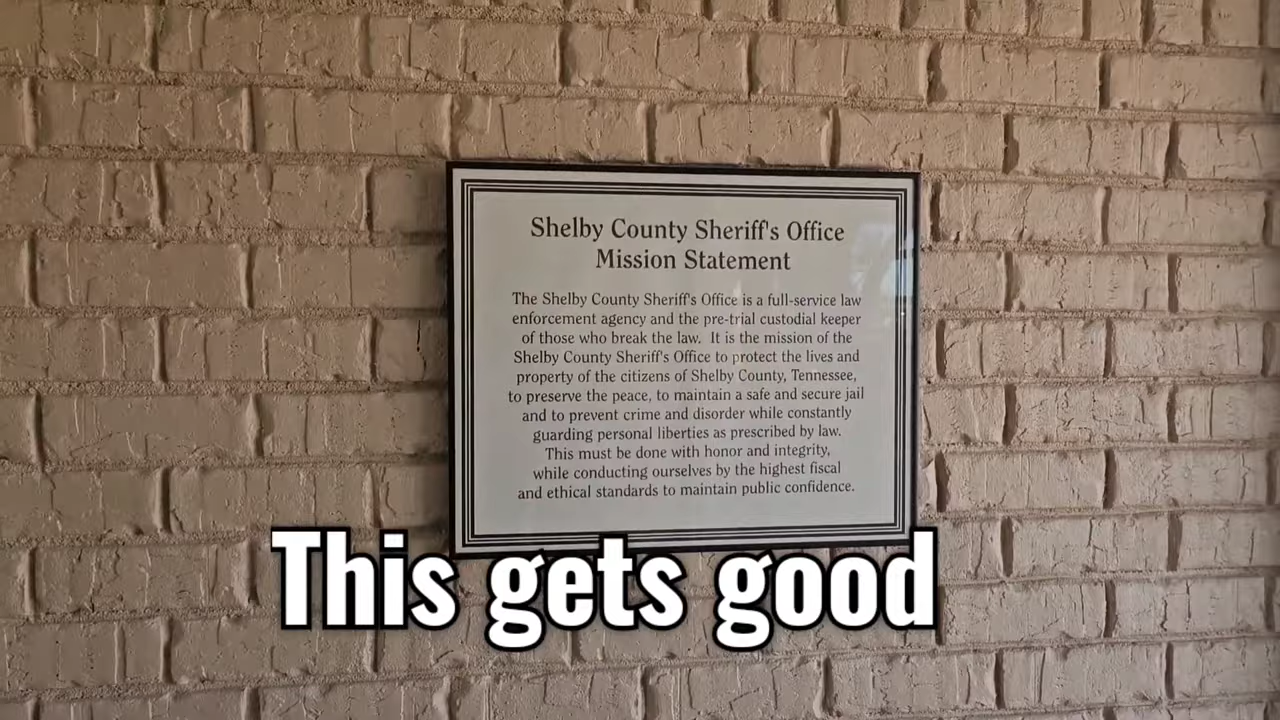 Shelby County Sheriff's Office
Mission Statement
The Shelby County Sheriff's Office is a full-service law
enforcement agency and the pre-trial custodial keeper
of those who break the law. It is the mission of the
Shelby County Sheriff's Office to protect the lives and
property of the citizens of Shelby County, Tennessee,
to preserve the peace, to maintain a safe and secure jail
and to prevent crime and disorder while constantly
guarding personal liberties as prescribed by law.
This must be done with honor and integrity,
while conducting ourselves by the highest fiscal
and ethical standards to maintain public confidence.
This gets good